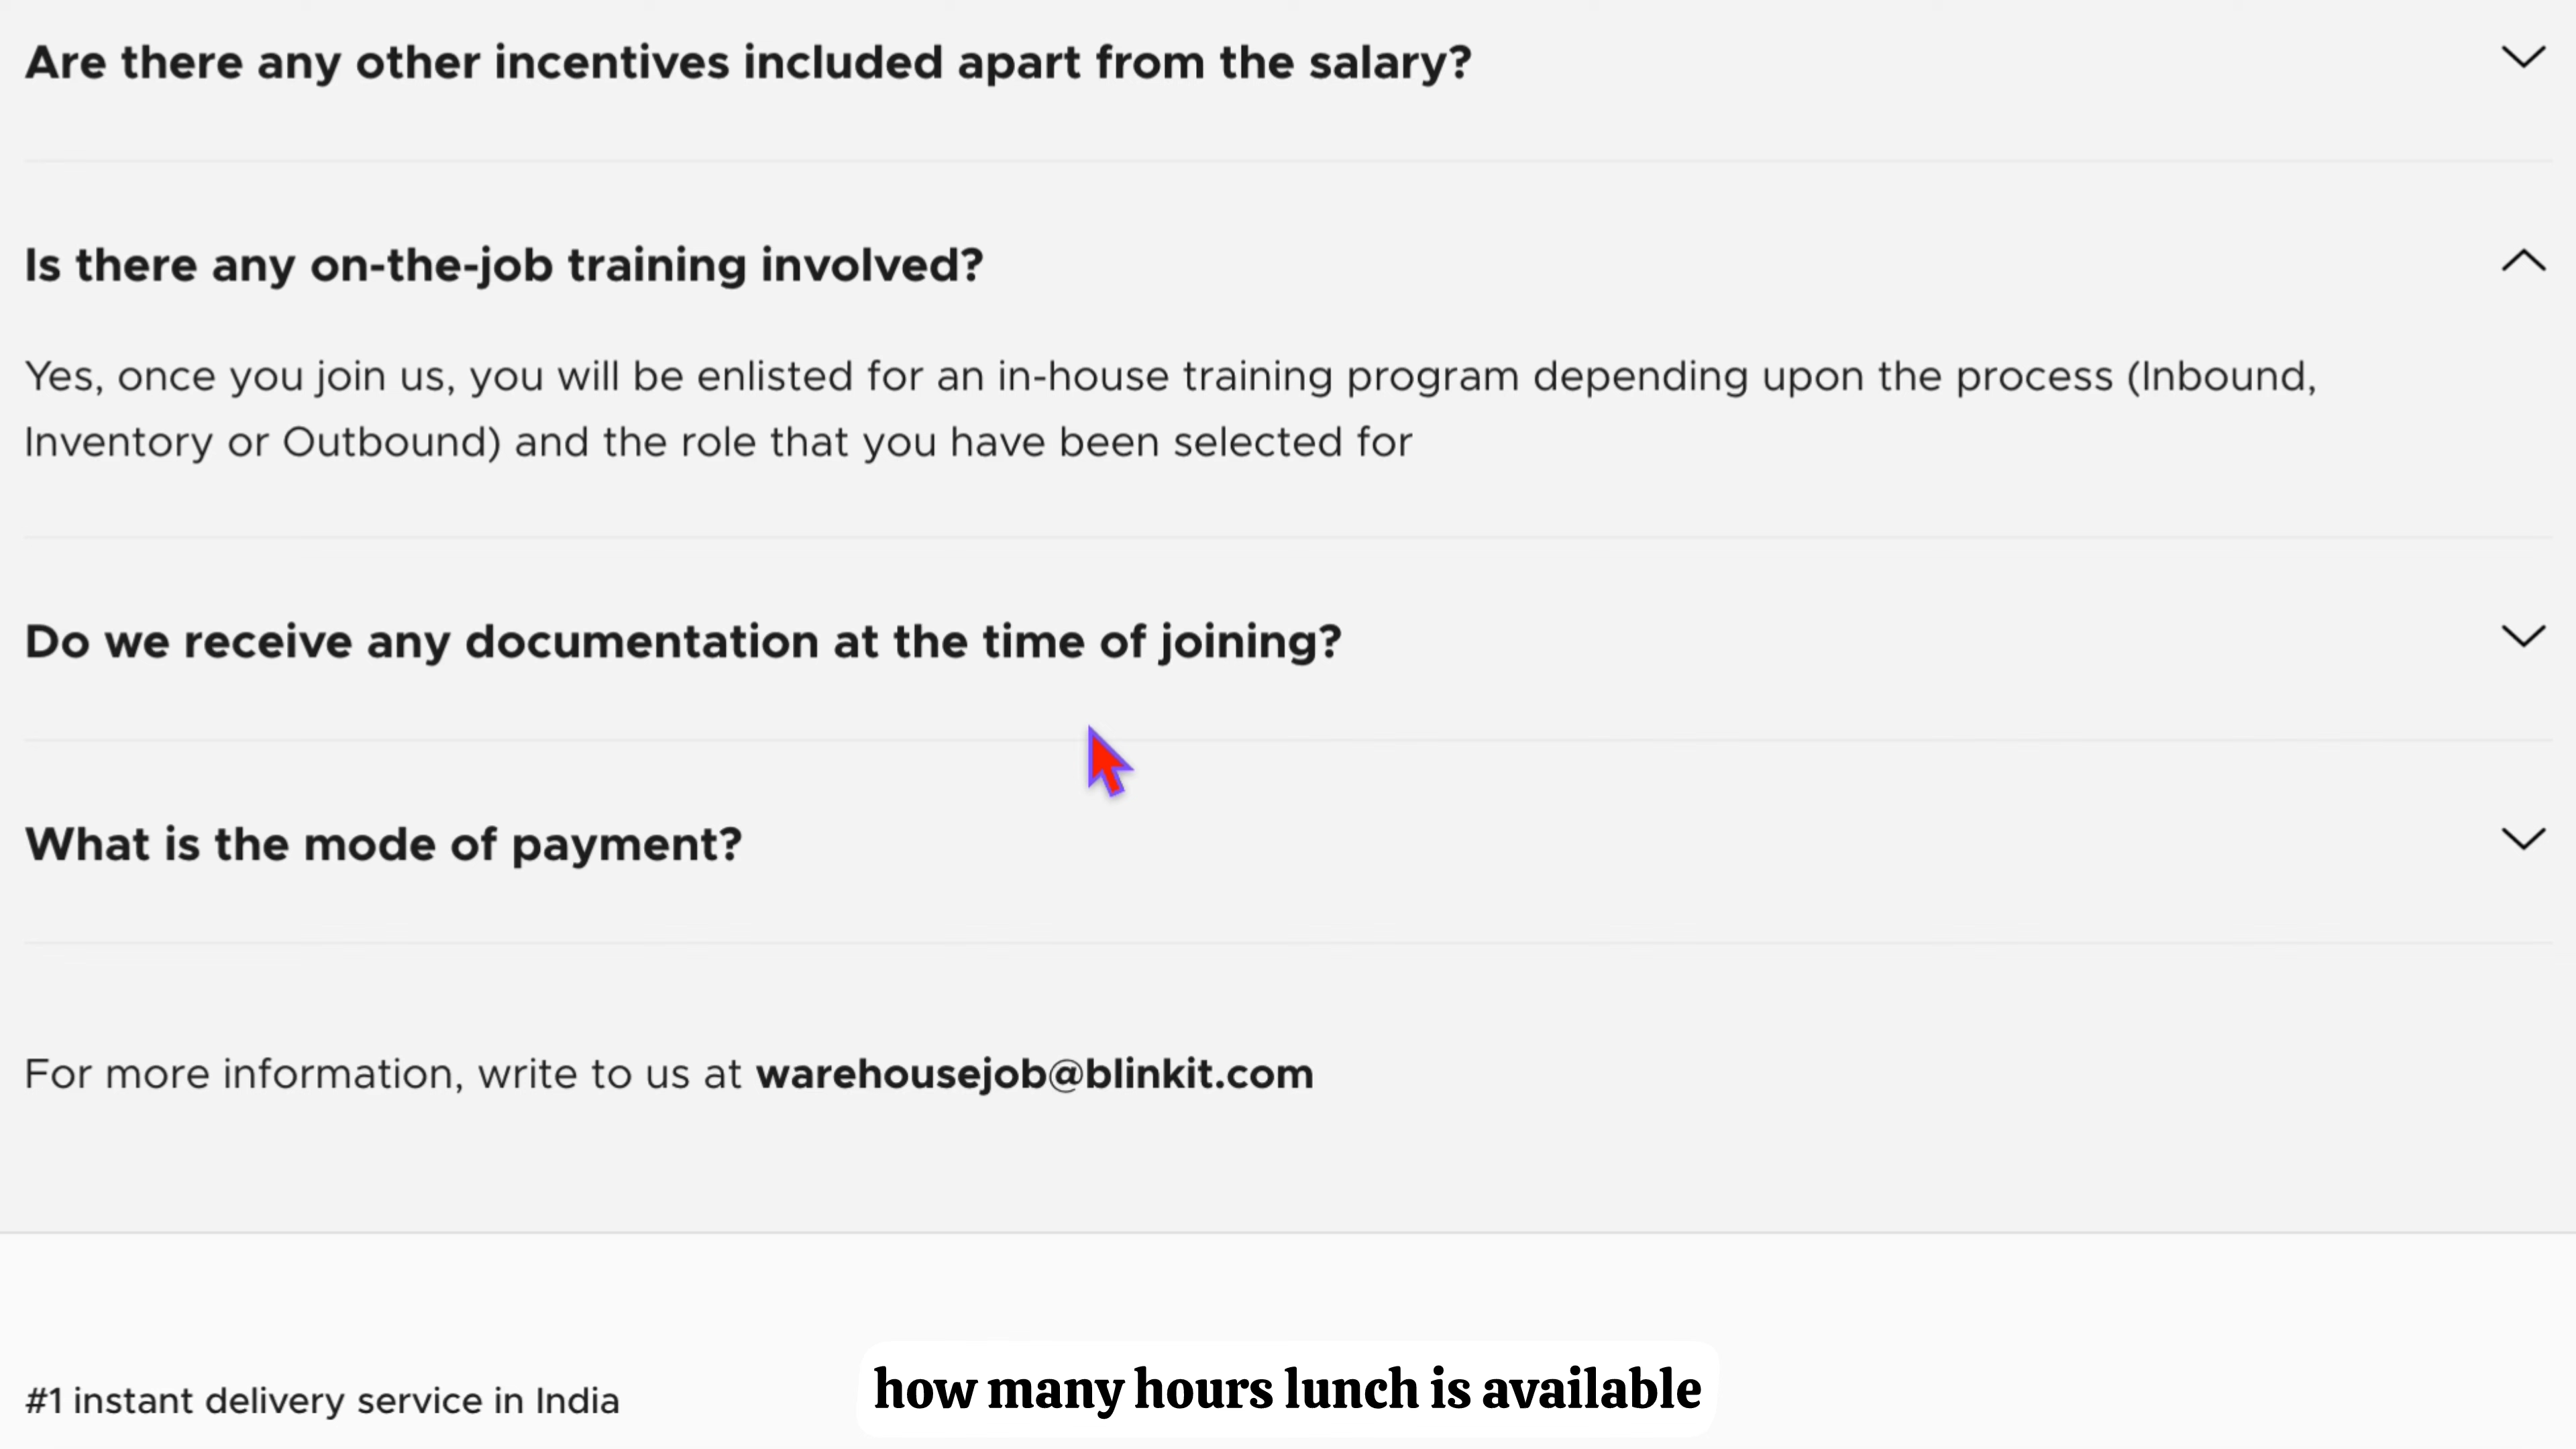 Are there any other incentives included apart from the salary?
Is there any on-the-job training involved?
Yes, once you join us, you will be enlisted for an in-house training program depending upon the process (Inbound,
Inventory or Outbound) and the role that you have been selected for
Do we receive any documentation at the time of joining?
What is the mode of payment?
For more information, write to us at warehousejob@blinkit.com
#1 instant delivery service in India
how many hours lunch is available